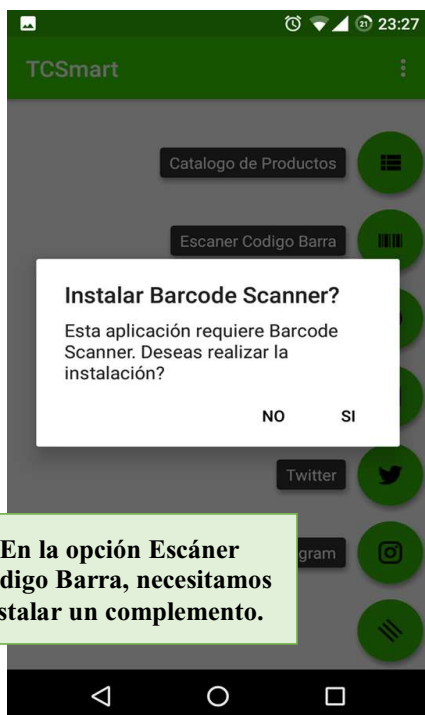 21 23:27
TCSmart
Catalogo de Productos
Escaner Codigo Barra
Instalar Barcode Scanner?
Esta aplicación requiere Barcode
Scanner. Deseas realizar la
instalación?
NO SI
Twitter
gram
En la opción Escáner
digo Barra, necesitamos
stalar un complemento.